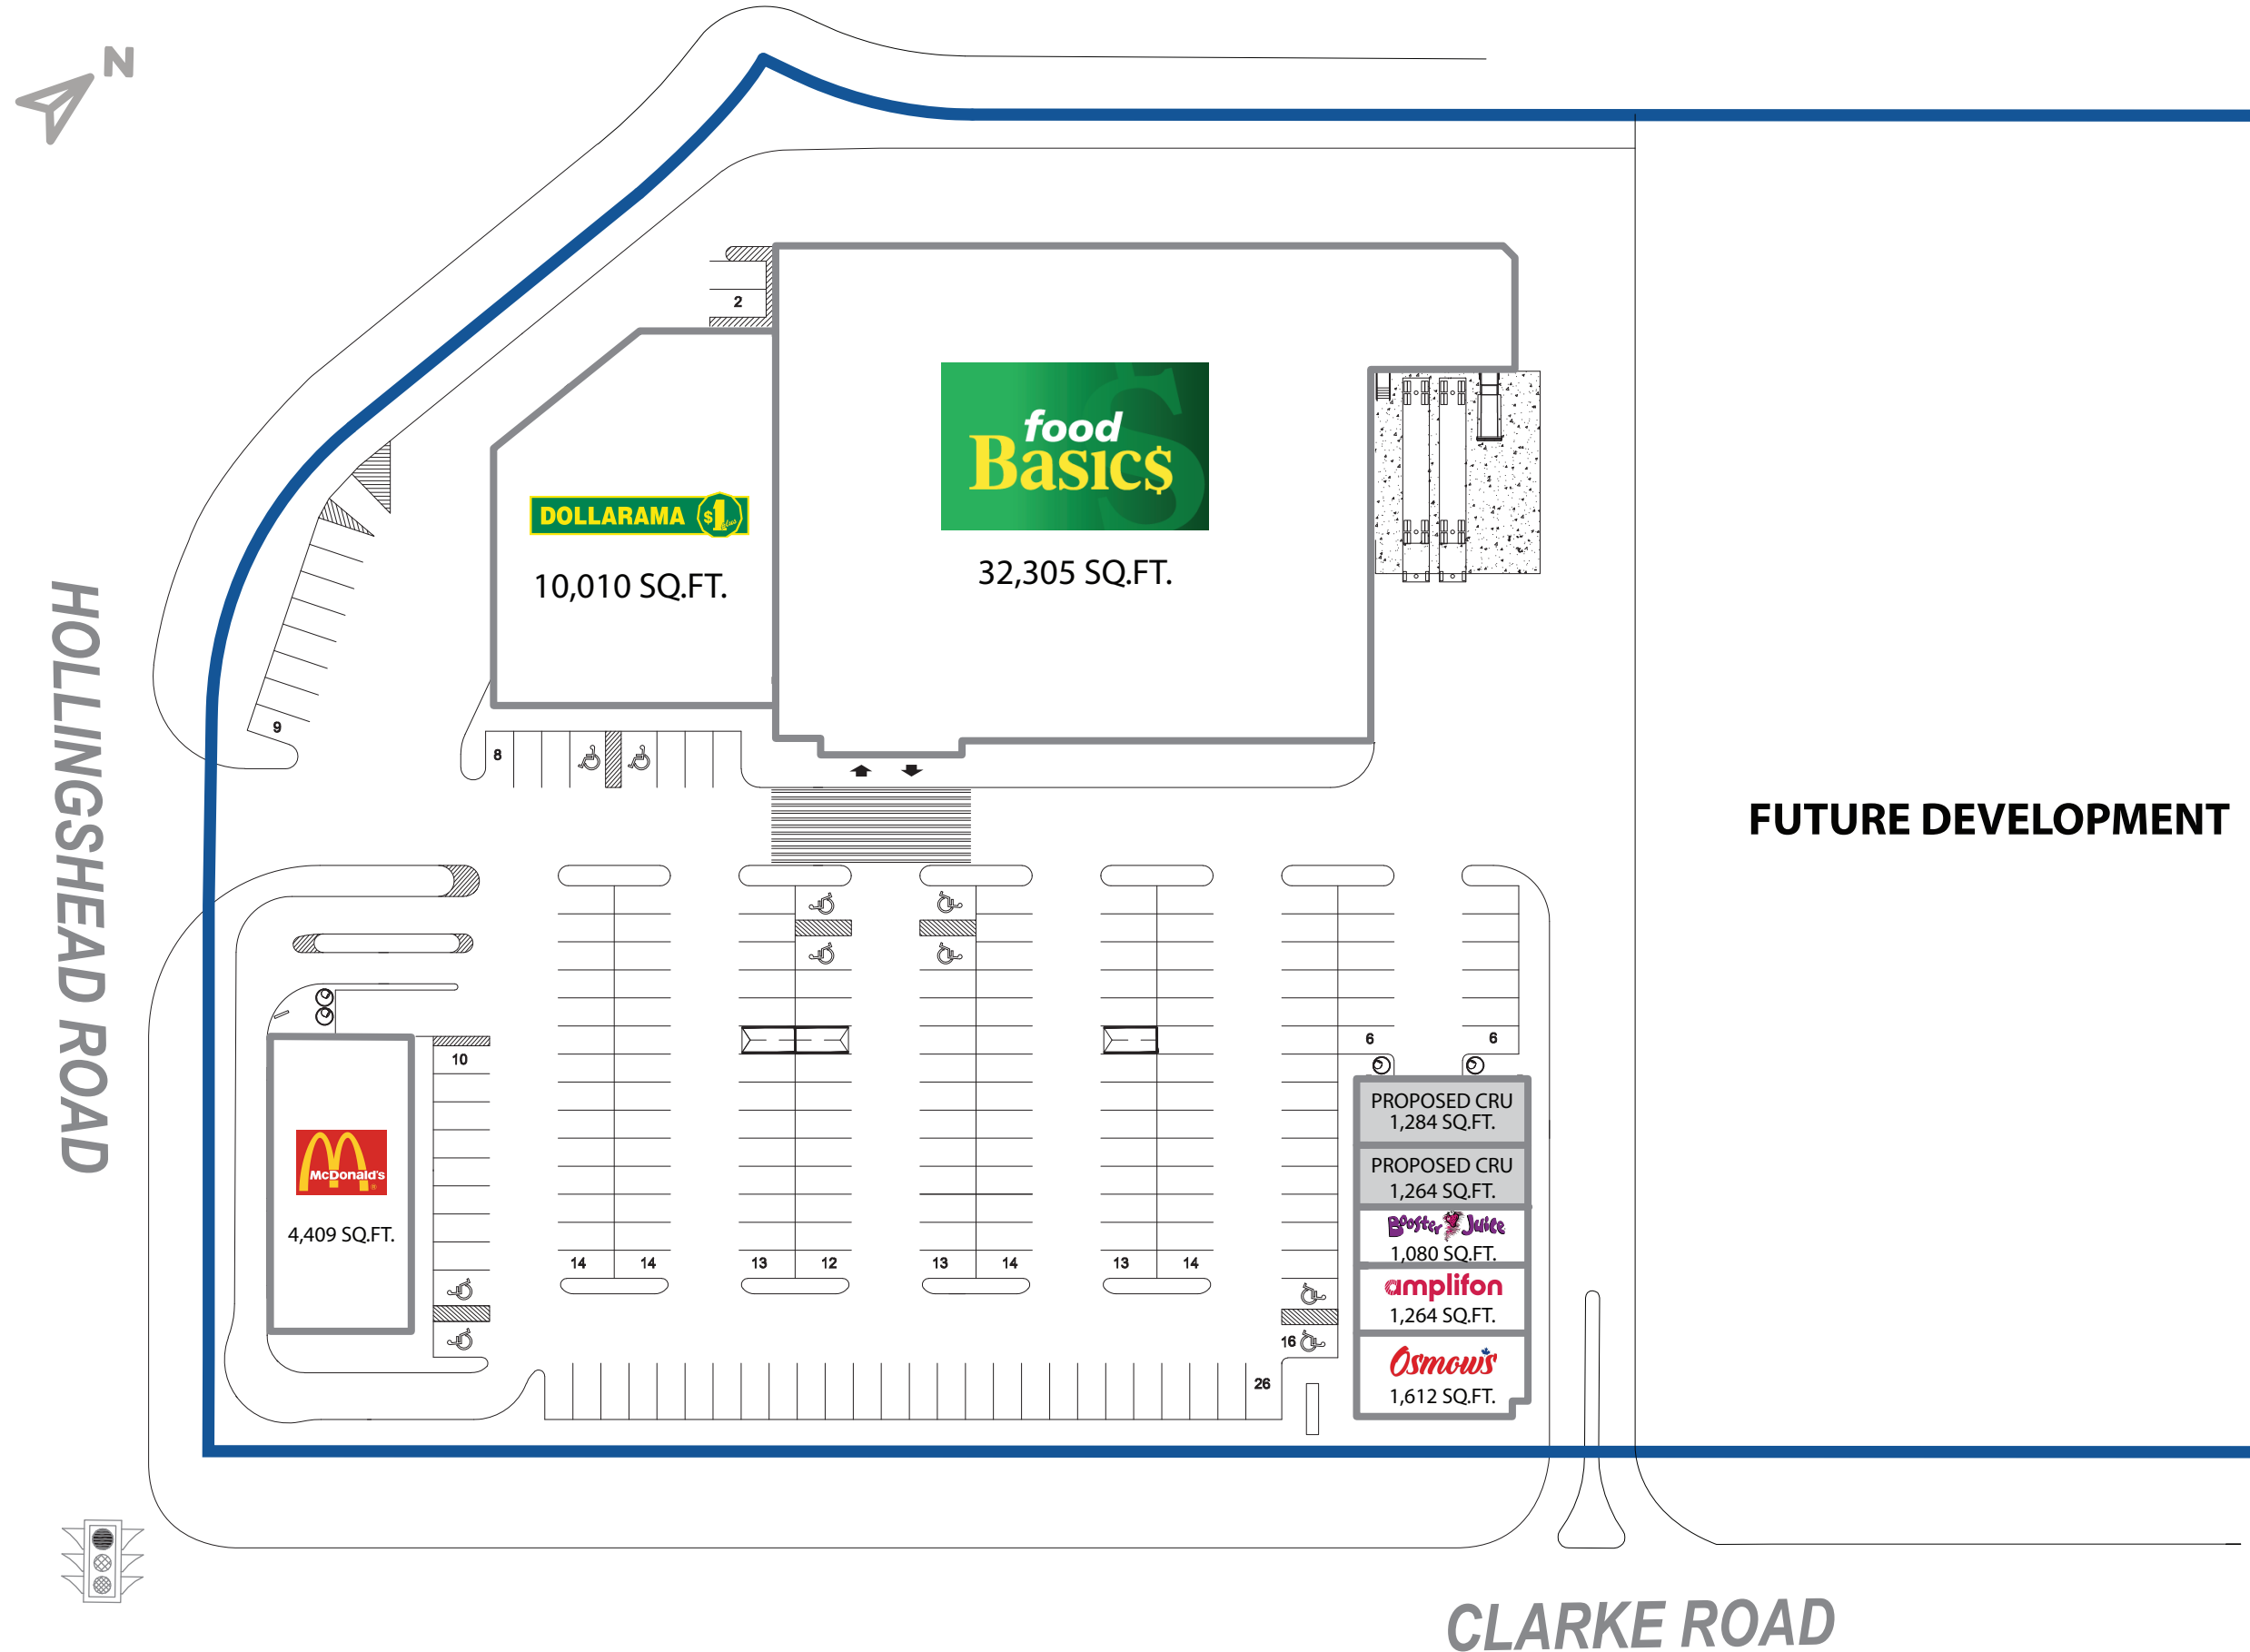 N
2
food
Basic$
32,305 SQ.FT.
DOLLARAMA $1 plus
10,010 SQ.FT.
HOLLINGSHEAD ROAD
9
8
FUTURE DEVELOPMENT
10
6
6
PROPOSED CRU
1,284 SQ.FT.
PROPOSED CRU
1,264 SQ.FT.
McDonald's
®
4,409 SQ.FT.
Booster Juice
1,080 SQ.FT.
14 14 13 12 13 14 13 14
amplifon
1,264 SQ.FT.
16
Osmow's
1,612 SQ.FT.
26
CLARKE ROAD